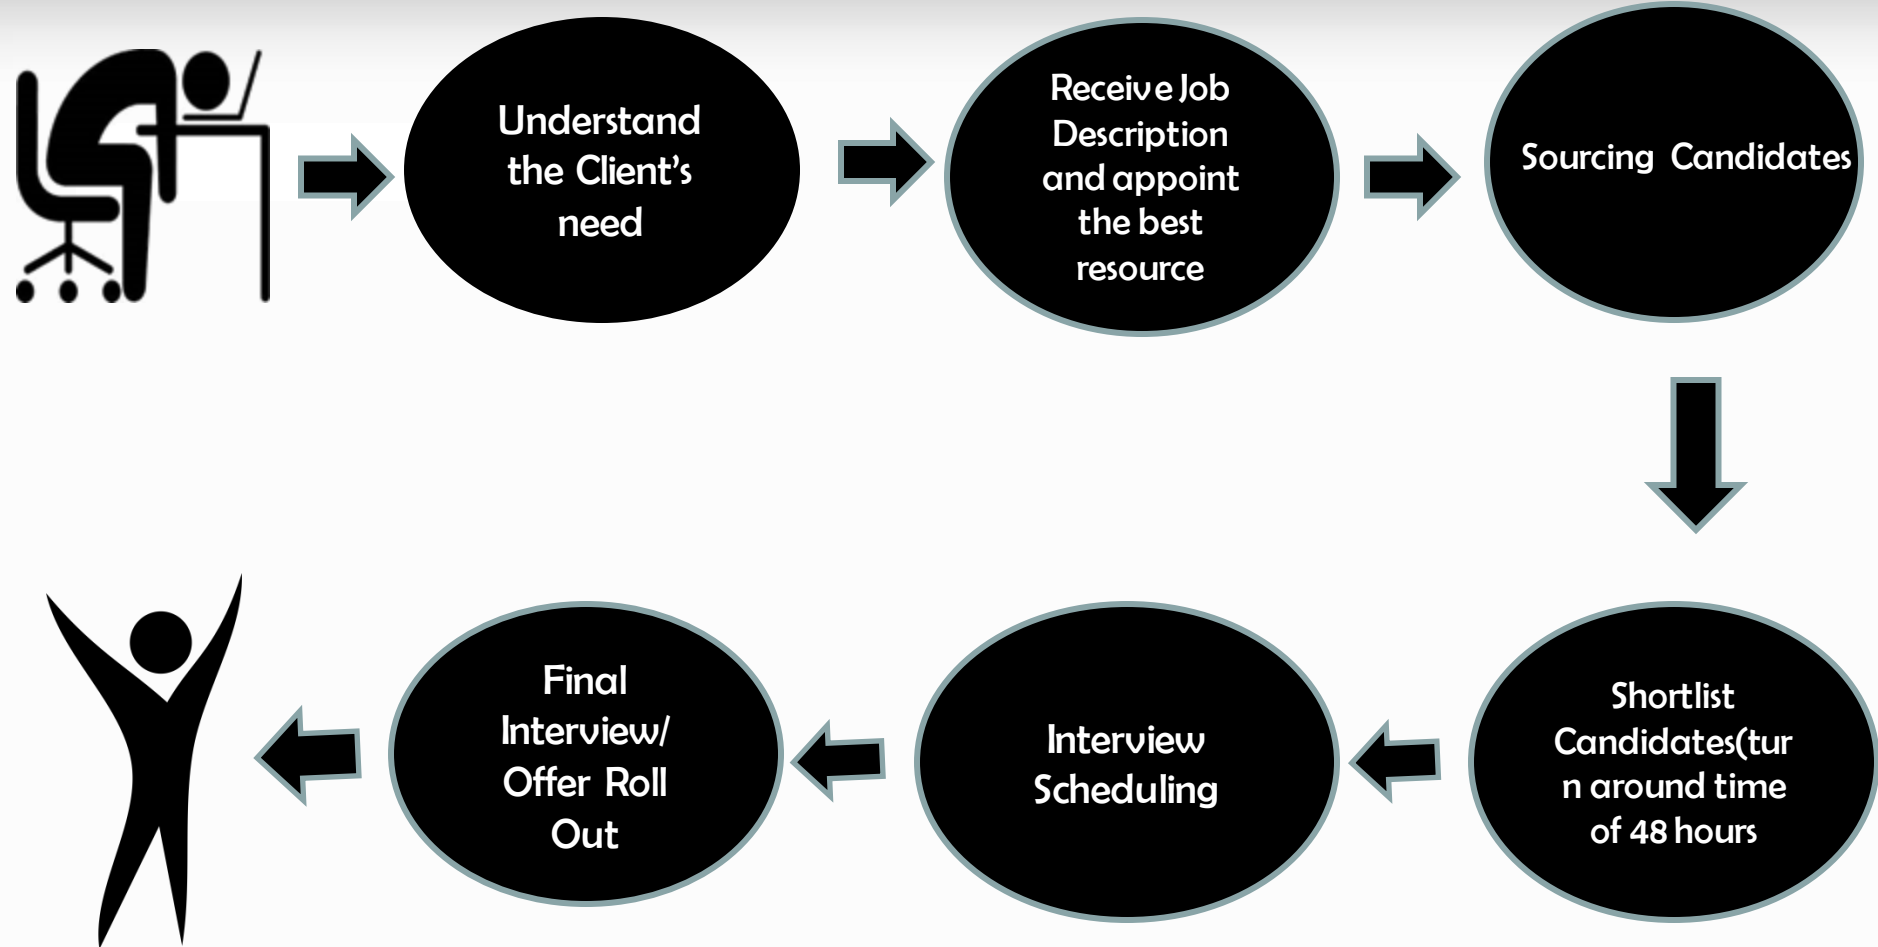 Understand
the Client's
need
Receive Job
Description
and appoint
the best
resource
Sourcing Candidates
Shortlist
Candidates(tur
n around time
of 48 hours
Interview
Scheduling
Final
Interview/
Offer Roll
Out